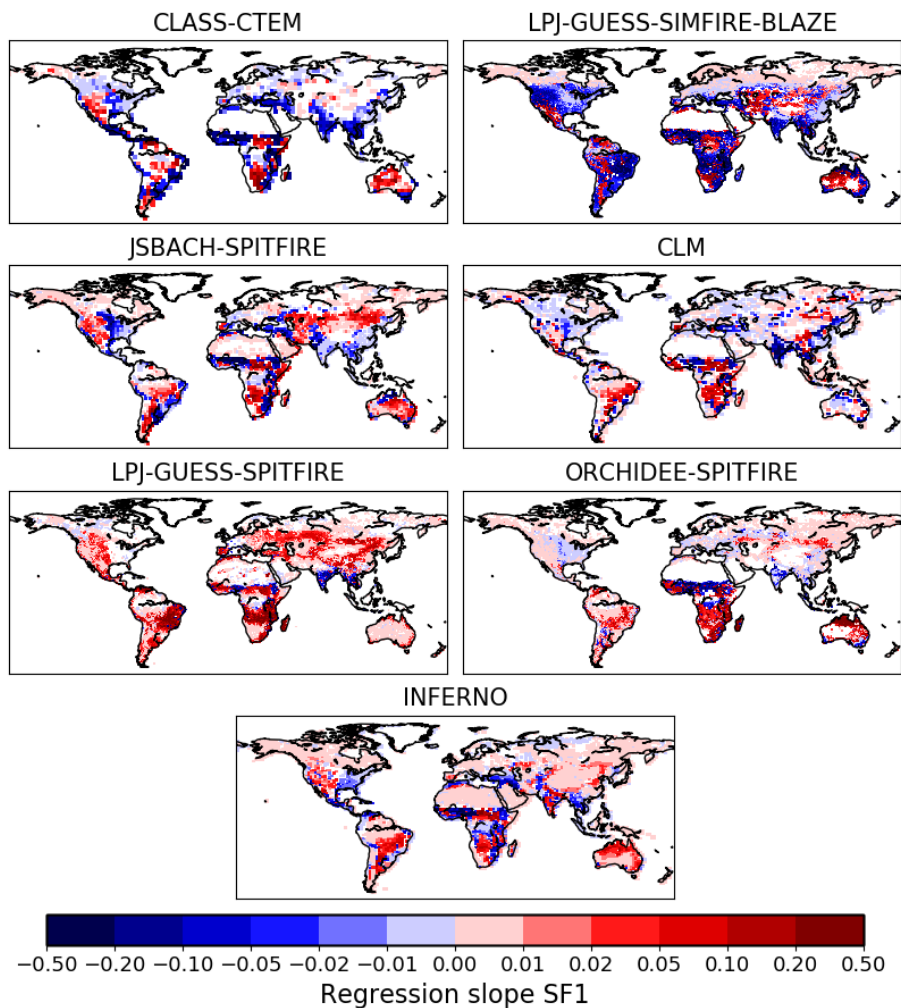 CLASS-CTEM LPJ-GUESS-SIMFIRE-BLAZE
JSBACH-SPITFIRE CLM
LPJ-GUESS-SPITFIRE ORCHIDEE-SPITFIRE
INFERNO
−0.50 −0.20 −0.10 −0.05 −0.02 −0.01 0.00 0.01 0.02 0.05 0.10 0.20 0.50
Regression slope SF1